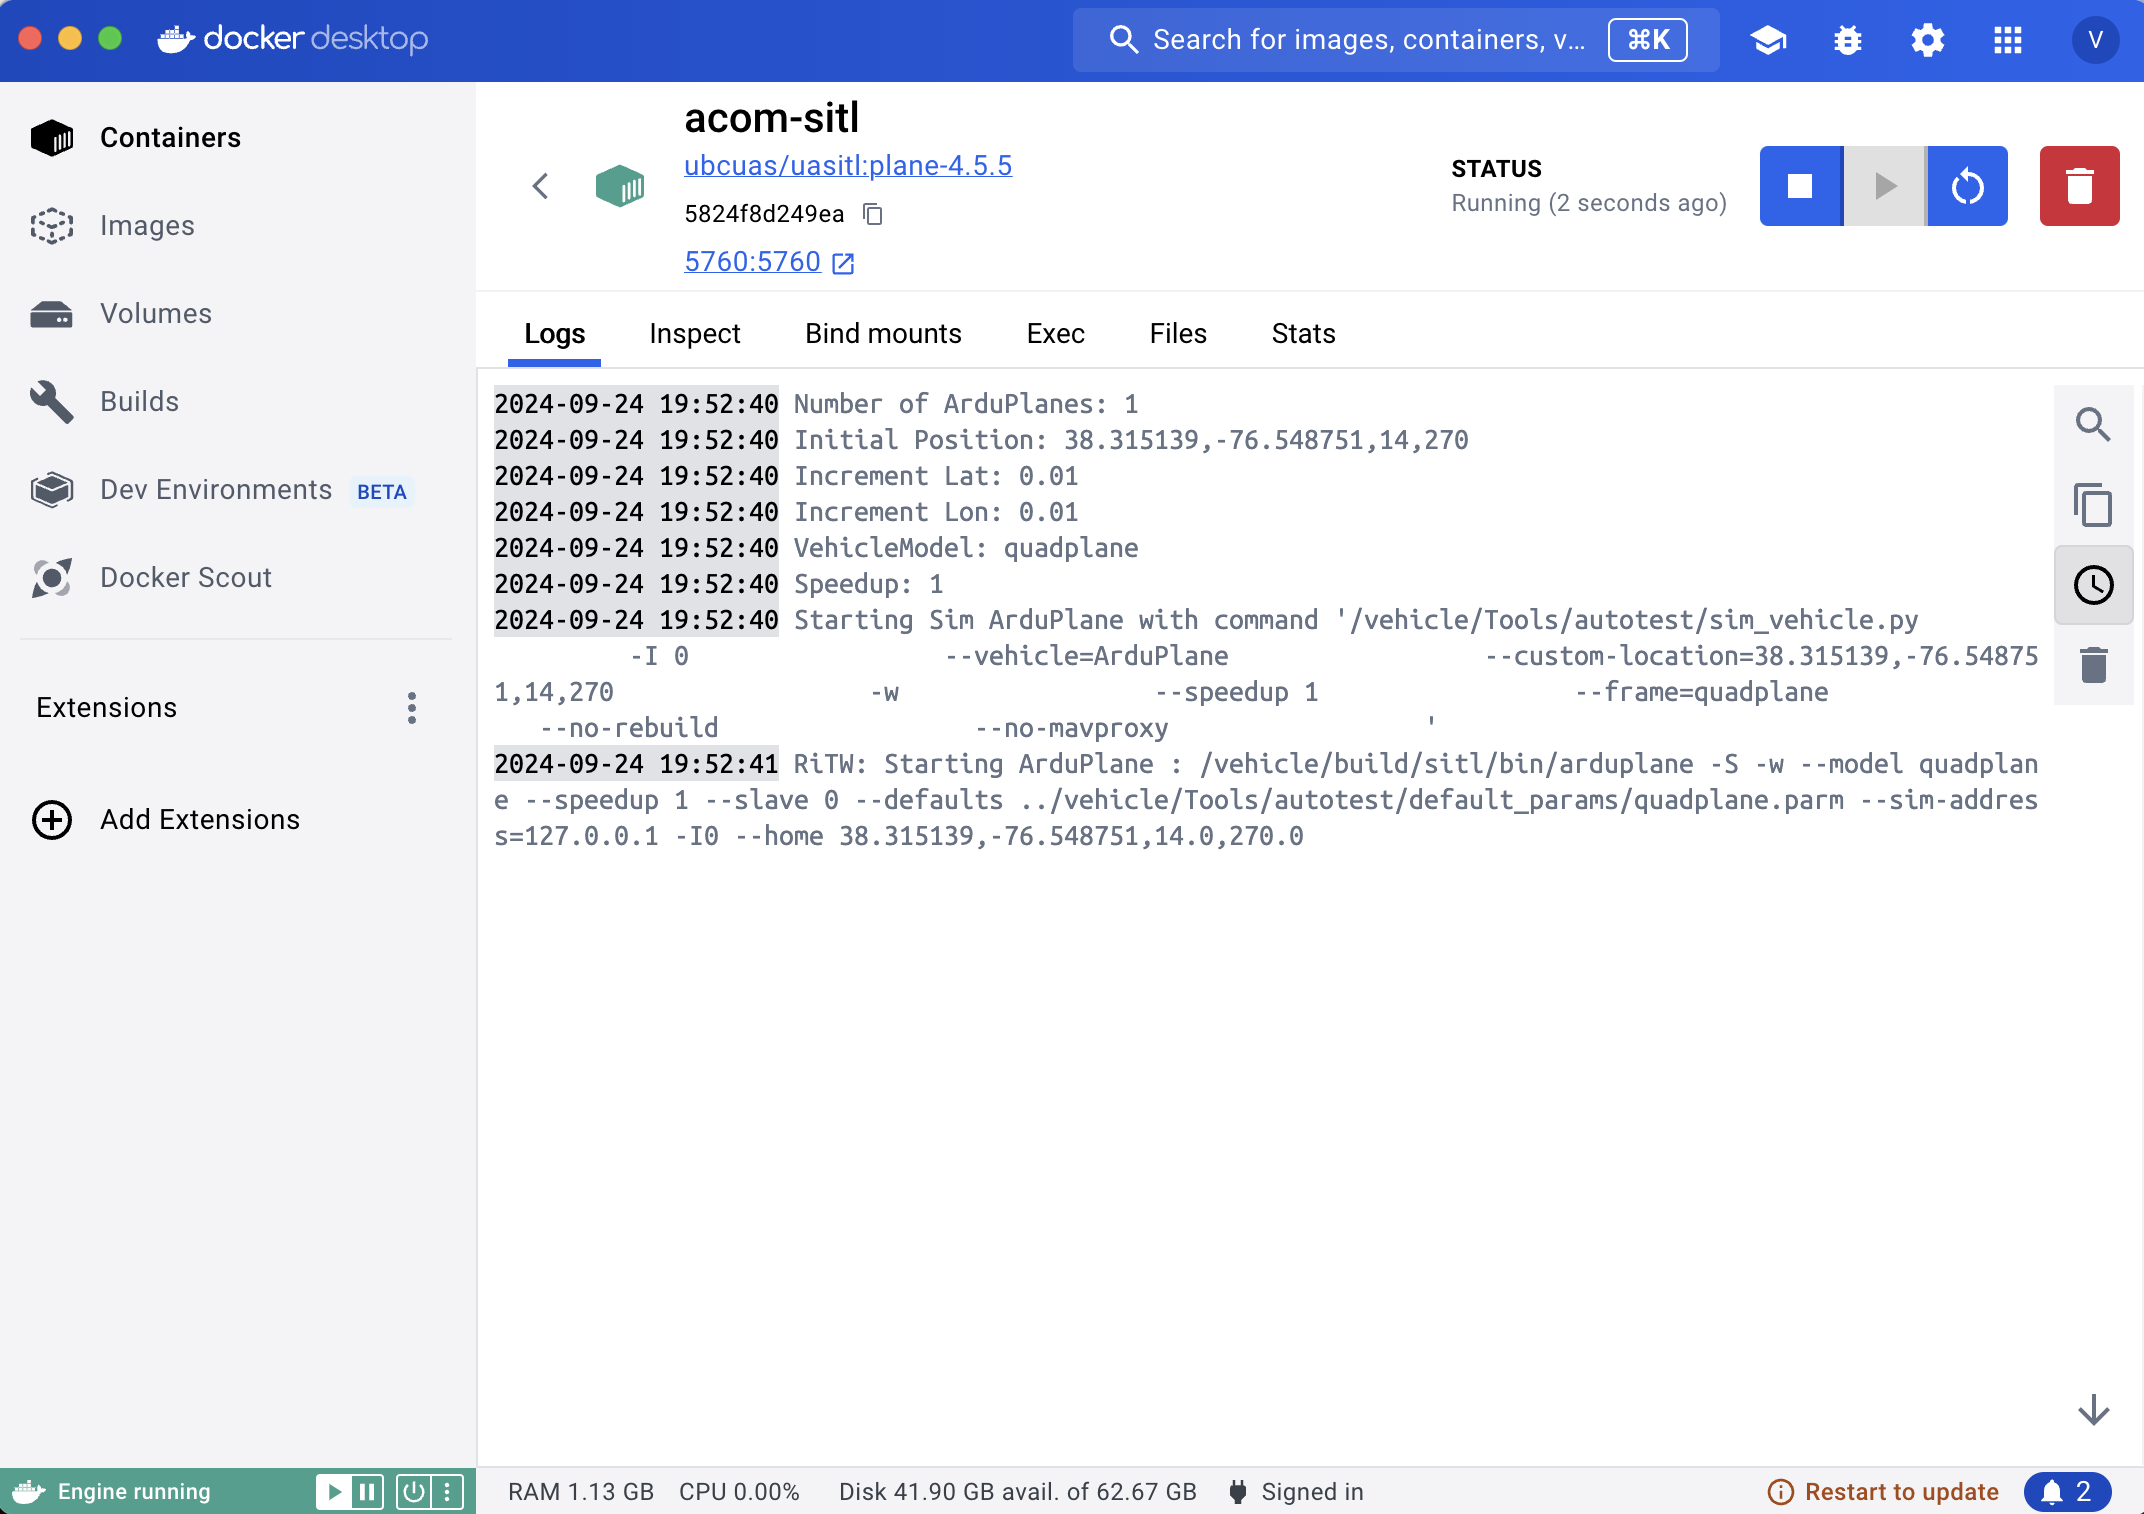 docker desktop
Search for images, containers, v...
⌘K
V
Containers
Images
Volumes
Builds
Dev Environments BETA
Docker Scout
Extensions
Add Extensions
acom-sitl
ubcuas/uasitl:plane-4.5.5
5824f8d249ea
5760:5760
STATUS
Running (2 seconds ago)
Logs Inspect Bind mounts Exec Files Stats
2024-09-24 19:52:40 Number of ArduPlanes: 1
2024-09-24 19:52:40 Initial Position: 38.315139,-76.548751,14,270
2024-09-24 19:52:40 Increment Lat: 0.01
2024-09-24 19:52:40 Increment Lon: 0.01
2024-09-24 19:52:40 VehicleModel: quadplane
2024-09-24 19:52:40 Speedup: 1
2024-09-24 19:52:40 Starting Sim ArduPlane with command '/vehicle/Tools/autotest/sim_vehicle.py
-I 0 --vehicle=ArduPlane --custom-location=38.315139,-76.54875
1,14,270 -w --speedup 1 --frame=quadplane
--no-rebuild --no-mavproxy '
2024-09-24 19:52:41 RiTW: Starting ArduPlane : /vehicle/build/sitl/bin/arduplane -S -w --model quadplan
e --speedup 1 --slave 0 --defaults ../vehicle/Tools/autotest/default_params/quadplane.parm --sim-addres
s=127.0.0.1 -I0 --home 38.315139,-76.548751,14.0,270.0
Engine running
RAM 1.13 GB CPU 0.00% Disk 41.90 GB avail. of 62.67 GB Signed in
Restart to update
2